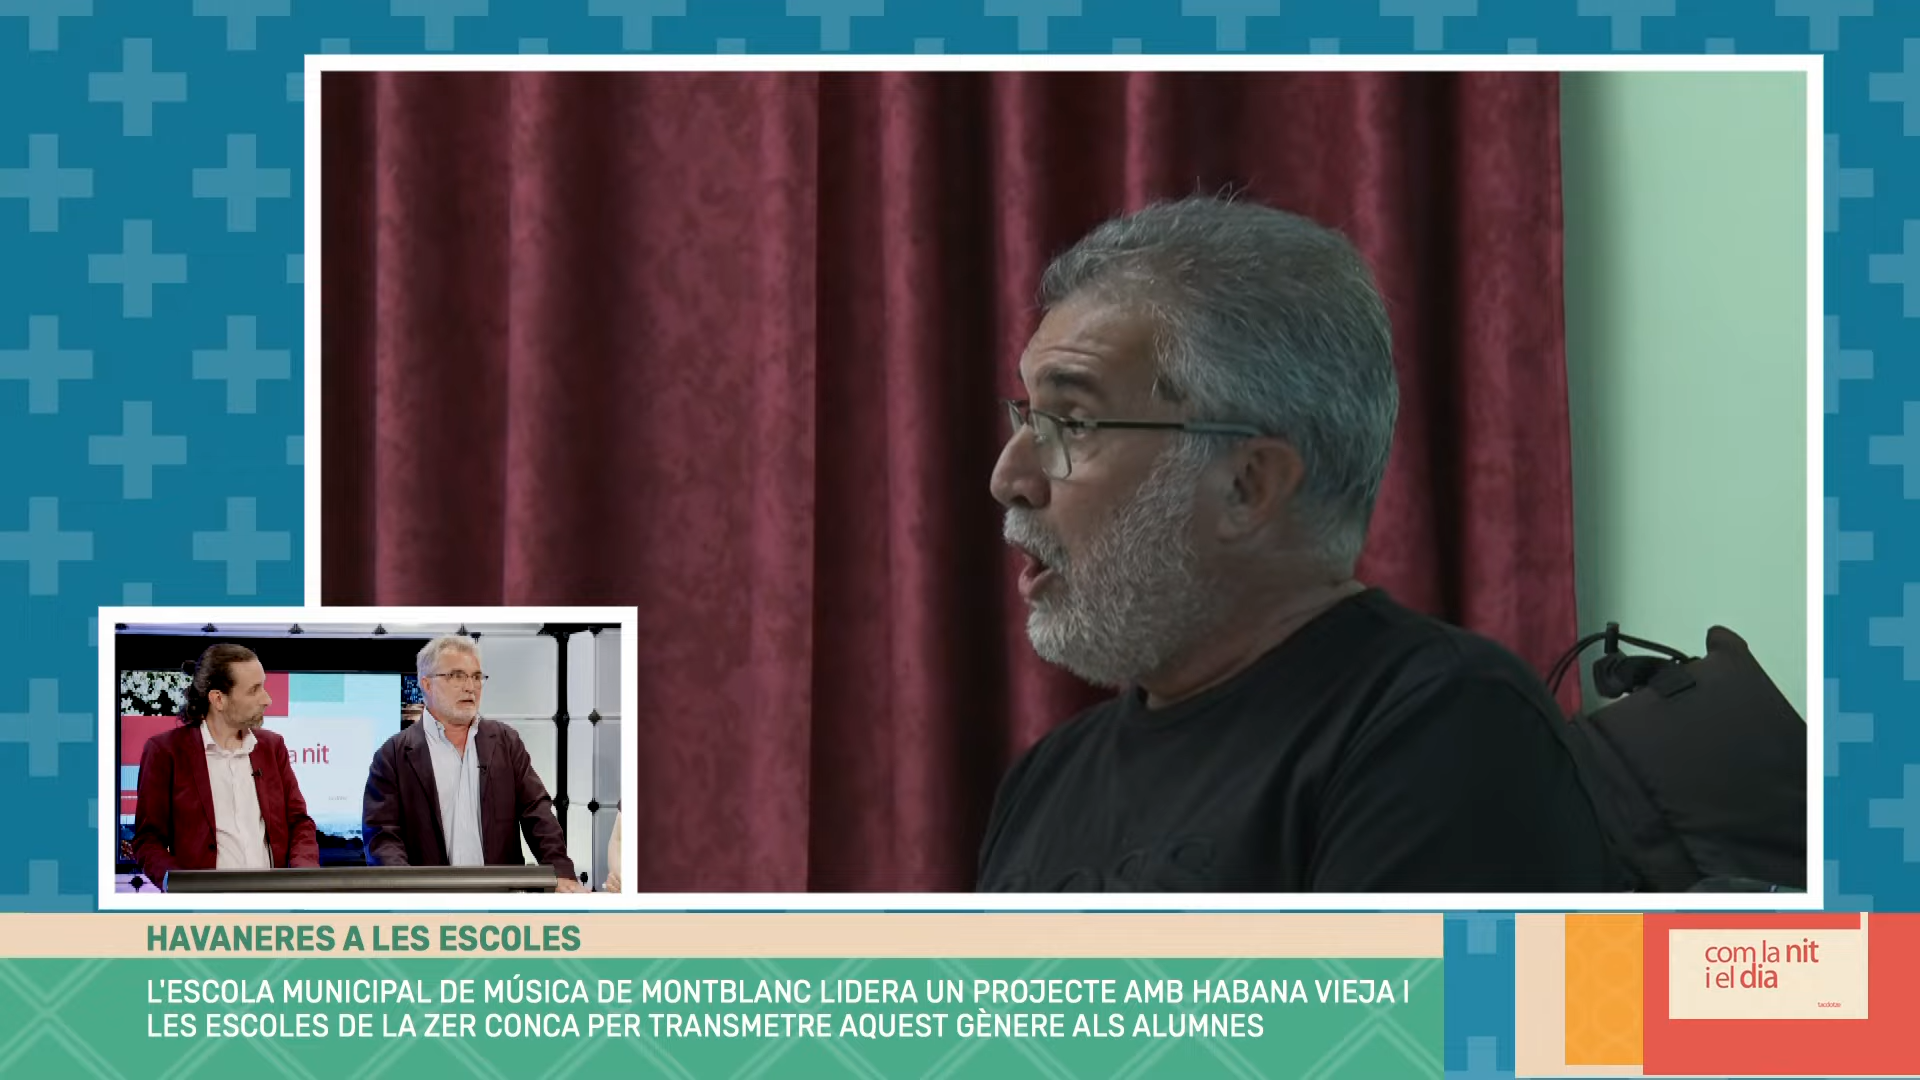 a nit
HAVANERES A LES ESCOLES
L'ESCOLA MUNICIPAL DE MÚSICA DE MONTBLANC LIDERA UN PROJECTE AMB HABANA VIEJA I
LES ESCOLES DE LA ZER CONCA PER TRANSMETRE AQUEST GÈNERE ALS ALUMNES
com la nit
i el dia